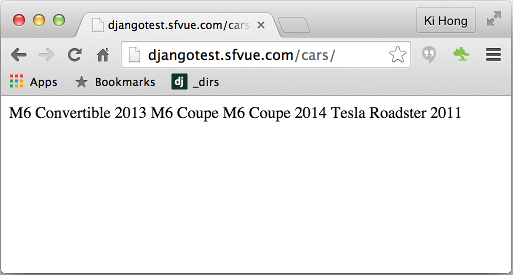 djangotest.sfvue.com/cars
Ki Hong
djangotest.sfvue.com/cars/
Apps Bookmarks dj _dirs
M6 Convertible 2013 M6 Coupe M6 Coupe 2014 Tesla Roadster 2011